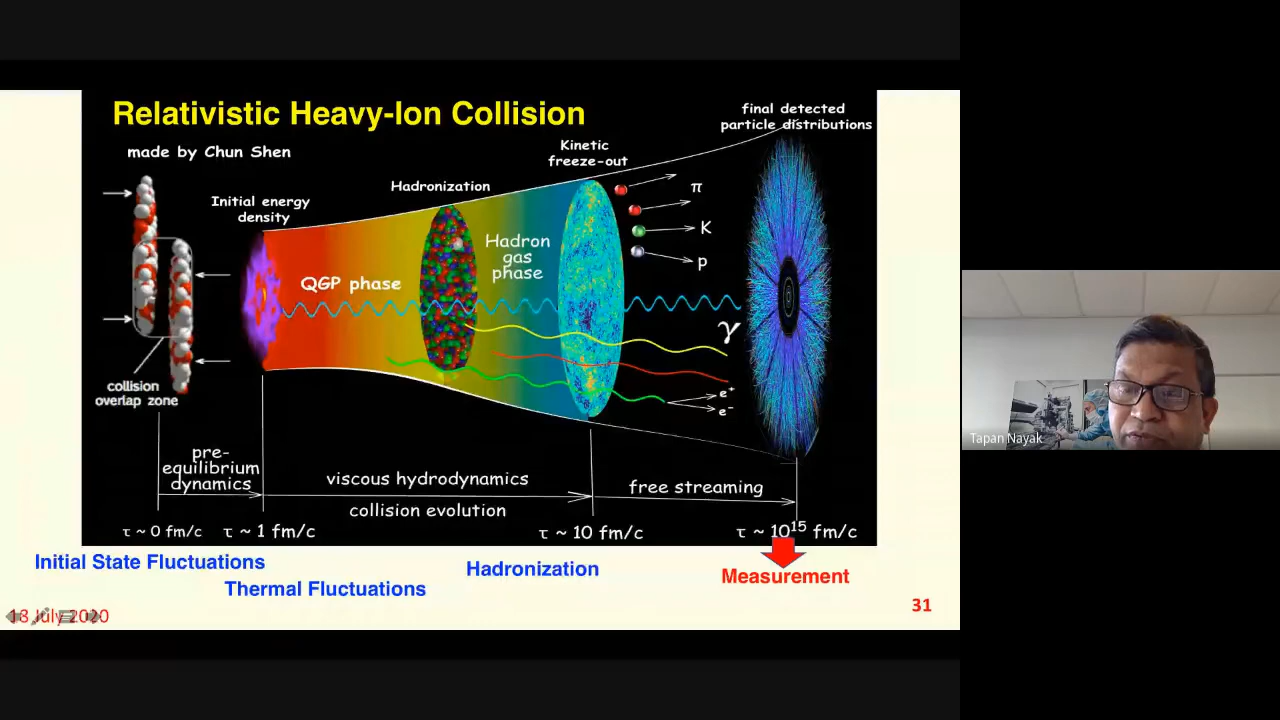 Relativistic Heavy-Ion Collision
made by Chun Shen
final detected
particle distributions
Kinetic
freeze-out
Hadronization
Initial energy
density
π
K
p
Hadron
gas
phase
QGP phase
γ
e⁺
e⁻
collision
overlap zone
pre-
equilibrium
dynamics
viscous hydrodynamics
collision evolution
free streaming
τ ~ 0 fm/c
τ ~ 1 fm/c
τ ~ 10 fm/c
τ ~ 10¹⁵ fm/c
Initial State Fluctuations
Thermal Fluctuations
Hadronization
Measurement
13 July 2020
31
Tapan Nayak